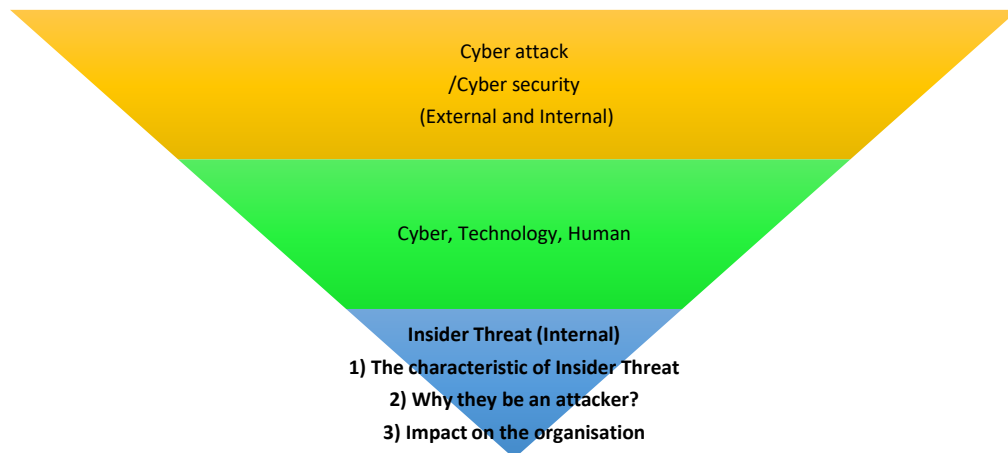 Cyber attack
/Cyber security
(External and Internal)
Cyber, Technology, Human
Insider Threat (Internal)
1) The characteristic of Insider Threat
2) Why they be an attacker?
3) Impact on the organisation